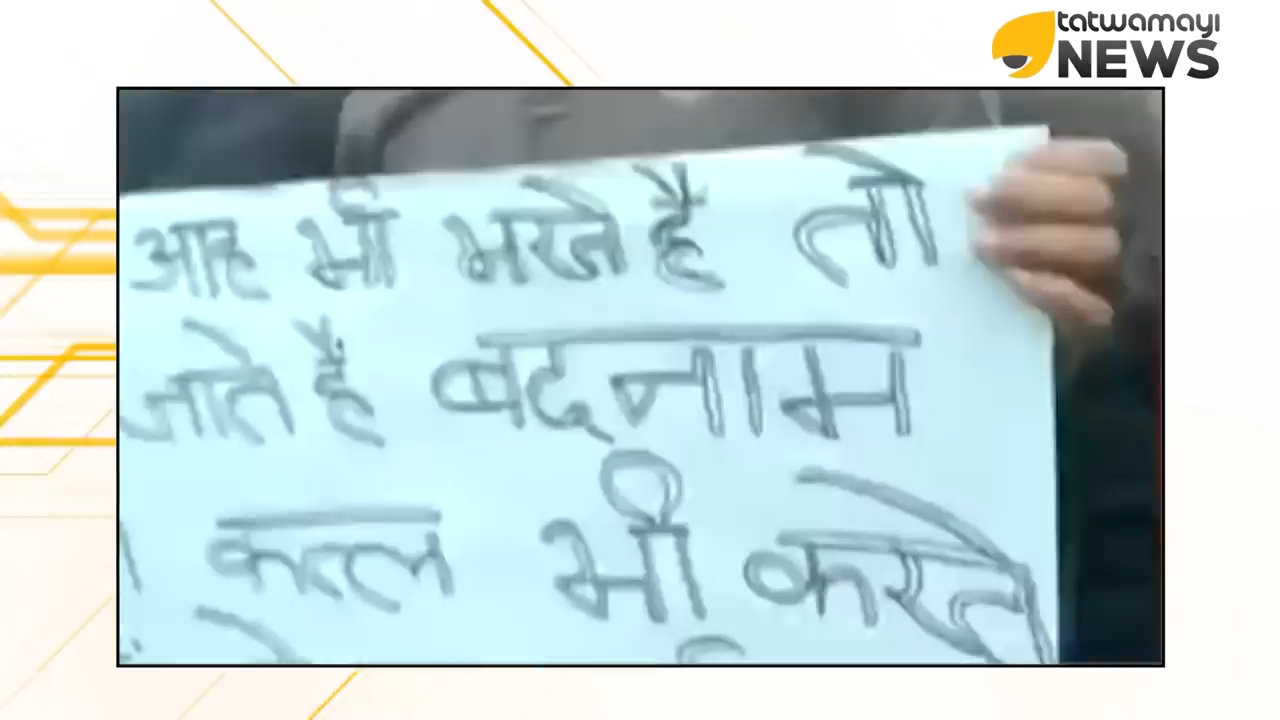 tatwamayi
NEWS
आह भी भरते हैं तो
जाते हैं बदनाम
कत्ल भी करते